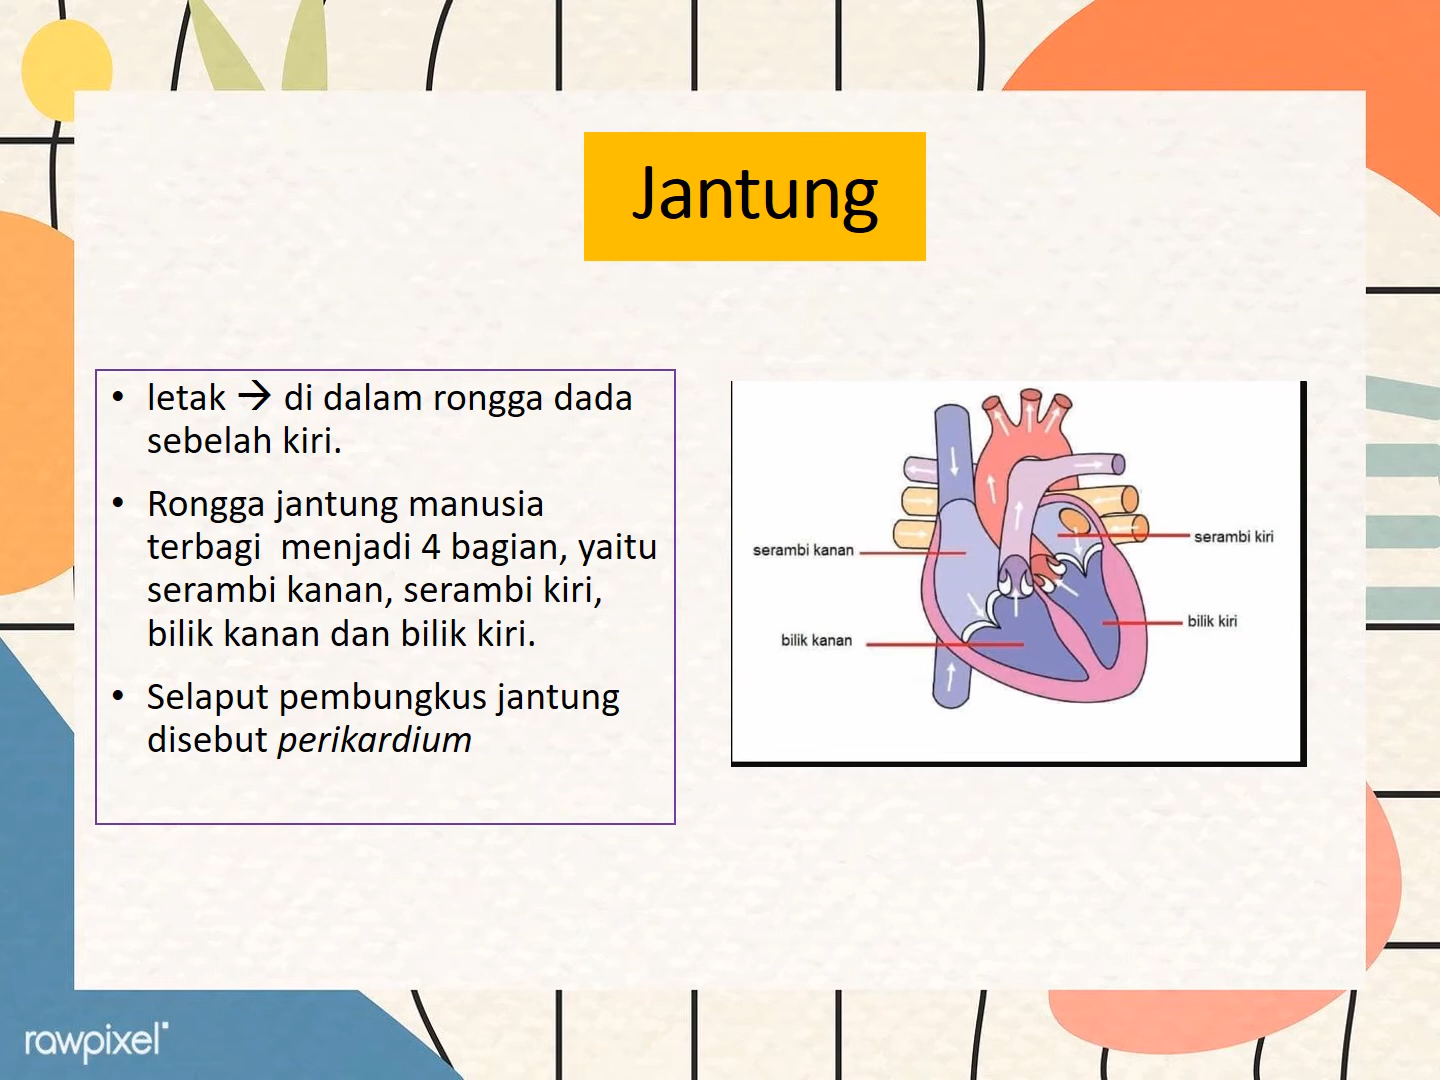 Jantung
• letak → di dalam rongga dada
sebelah kiri.
• Rongga jantung manusia
terbagi  menjadi 4 bagian, yaitu
serambi kanan, serambi kiri,
bilik kanan dan bilik kiri.
• Selaput pembungkus jantung
disebut perikardium
serambi kanan
serambi kiri
bilik kanan
bilik kiri
rawpixel